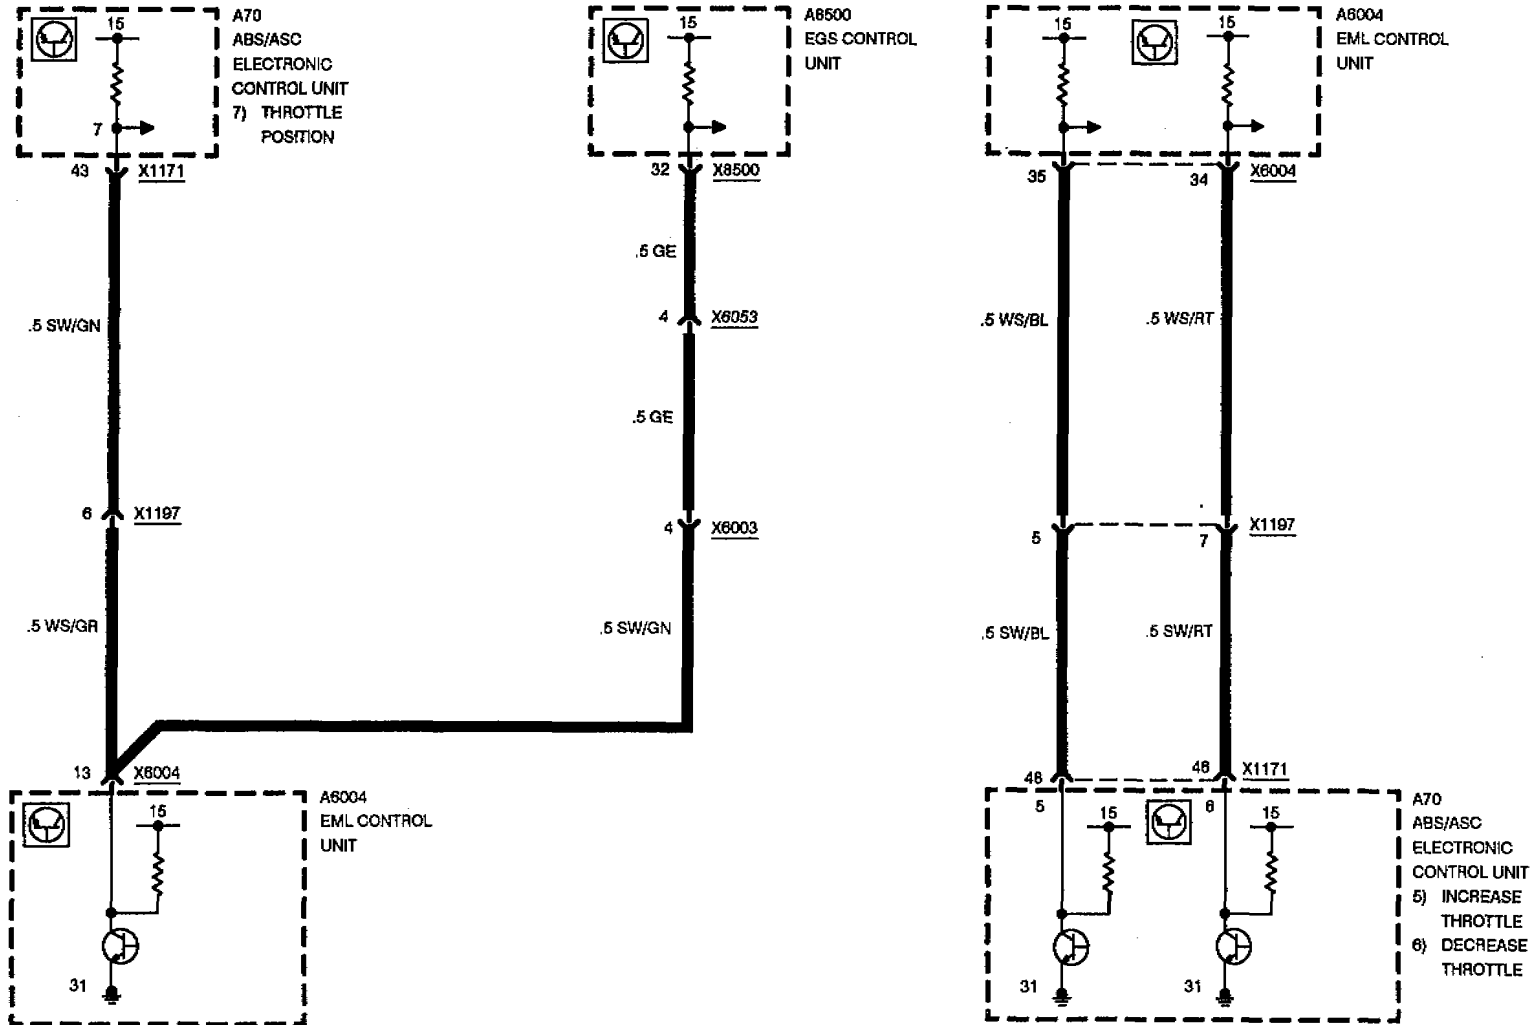 15
A70
ABS/ASC
ELECTRONIC
CONTROL UNIT
7) THROTTLE
POSITION
7
43
X1171
.5 SW/GN
6
X1197
.5 WS/GR
13
X6004
A6004
EML CONTROL
UNIT
15
31
15
A8500
EGS CONTROL
UNIT
32
X8500
.5 GE
4
X6053
.5 GE
4
X6003
.5 SW/GN
15
15
A6004
EML CONTROL
UNIT
35
34
X6004
.5 WS/BL
.5 WS/RT
5
7
X1197
.5 SW/BL
.5 SW/RT
46
X1171
5
15
6
15
31
31
A70
ABS/ASC
ELECTRONIC
CONTROL UNIT
5) INCREASE
THROTTLE
6) DECREASE
THROTTLE